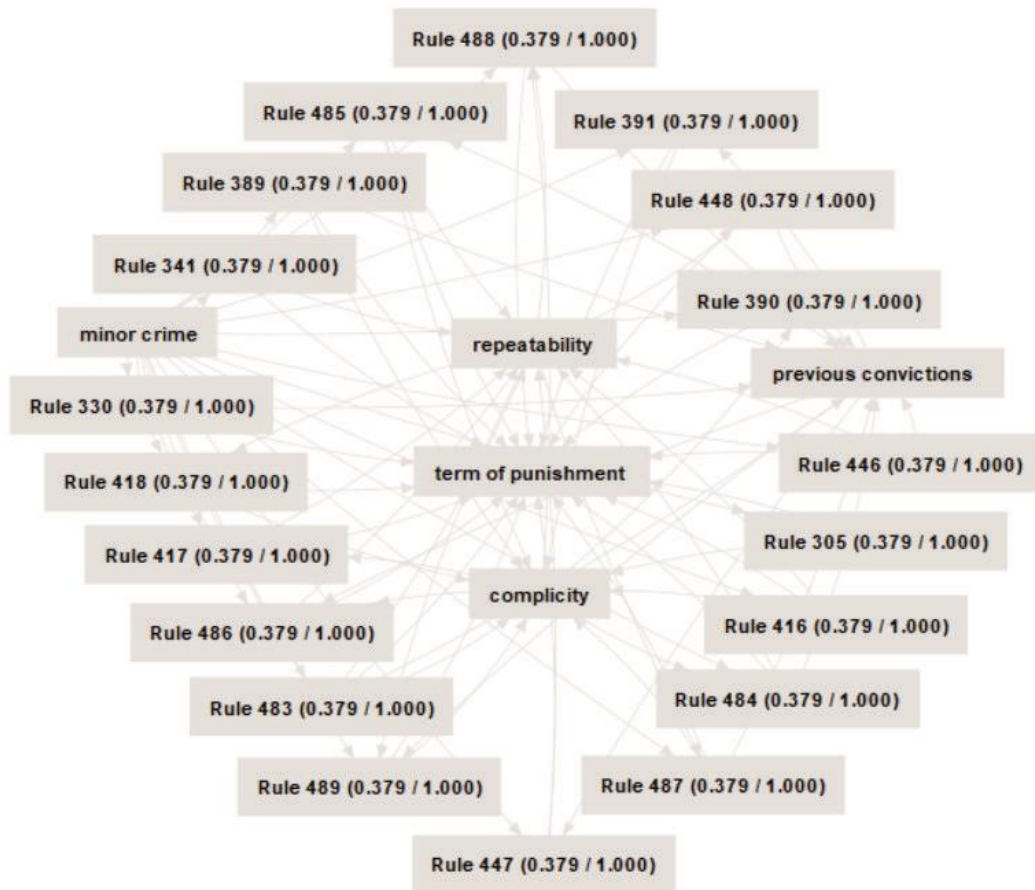 Rule 488 (0.379 / 1.000)
Rule 485 (0.379 / 1.000)
Rule 391 (0.379 / 1.000)
Rule 389 (0.379 / 1.000)
Rule 448 (0.379 / 1.000)
Rule 341 (0.379 / 1.000)
Rule 390 (0.379 / 1.000)
minor crime
repeatability
previous convictions
Rule 330 (0.379 / 1.000)
Rule 446 (0.379 / 1.000)
term of punishment
Rule 418 (0.379 / 1.000)
Rule 305 (0.379 / 1.000)
Rule 417 (0.379 / 1.000)
complicity
Rule 416 (0.379 / 1.000)
Rule 486 (0.379 / 1.000)
Rule 484 (0.379 / 1.000)
Rule 483 (0.379 / 1.000)
Rule 487 (0.379 / 1.000)
Rule 489 (0.379 / 1.000)
Rule 447 (0.379 / 1.000)